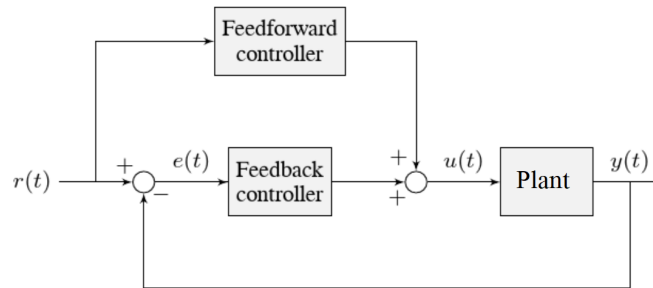 Feedforward
controller
r(t)
+
−
e(t)
Feedback
controller
+
+
u(t)
Plant
y(t)